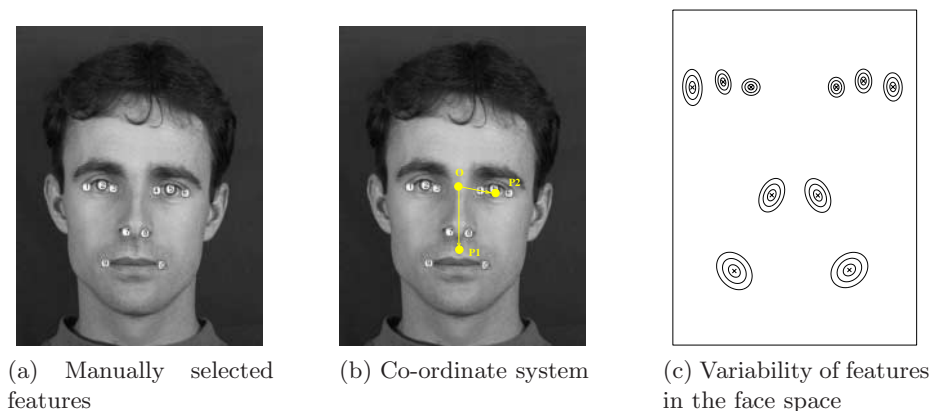 O
P2
P1
(a) Manually selected
features
(b) Co-ordinate system
(c) Variability of features
in the face space